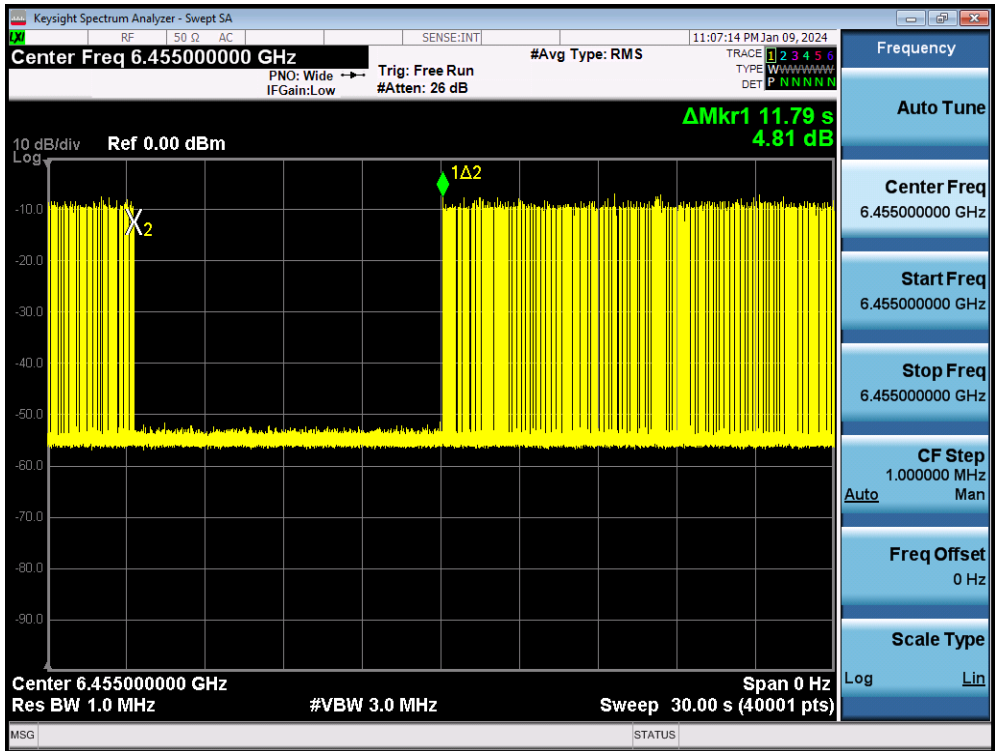 Keysight Spectrum Analyzer - Swept SA
LXI
RF 50 Ω AC SENSE:INT 11:07:14 PM Jan 09, 2024
Center Freq 6.455000000 GHz
#Avg Type: RMS
TRACE 1 2 3 4 5 6
PNO: Wide Trig: Free Run
TYPE WWWWWW
IFGain:Low #Atten: 26 dB
DET P N N N N N
ΔMkr1 11.79 s
4.81 dB
10 dB/div Ref 0.00 dBm
Log
1Δ2
X2
-10.0
-20.0
-30.0
-40.0
-50.0
-60.0
-70.0
-80.0
-90.0
Center 6.455000000 GHz Span 0 Hz
Res BW 1.0 MHz #VBW 3.0 MHz Sweep 30.00 s (40001 pts)
MSG STATUS
Frequency
Auto Tune
Center Freq
6.455000000 GHz
Start Freq
6.455000000 GHz
Stop Freq
6.455000000 GHz
CF Step
1.000000 MHz
Auto Man
Freq Offset
0 Hz
Scale Type
Log Lin